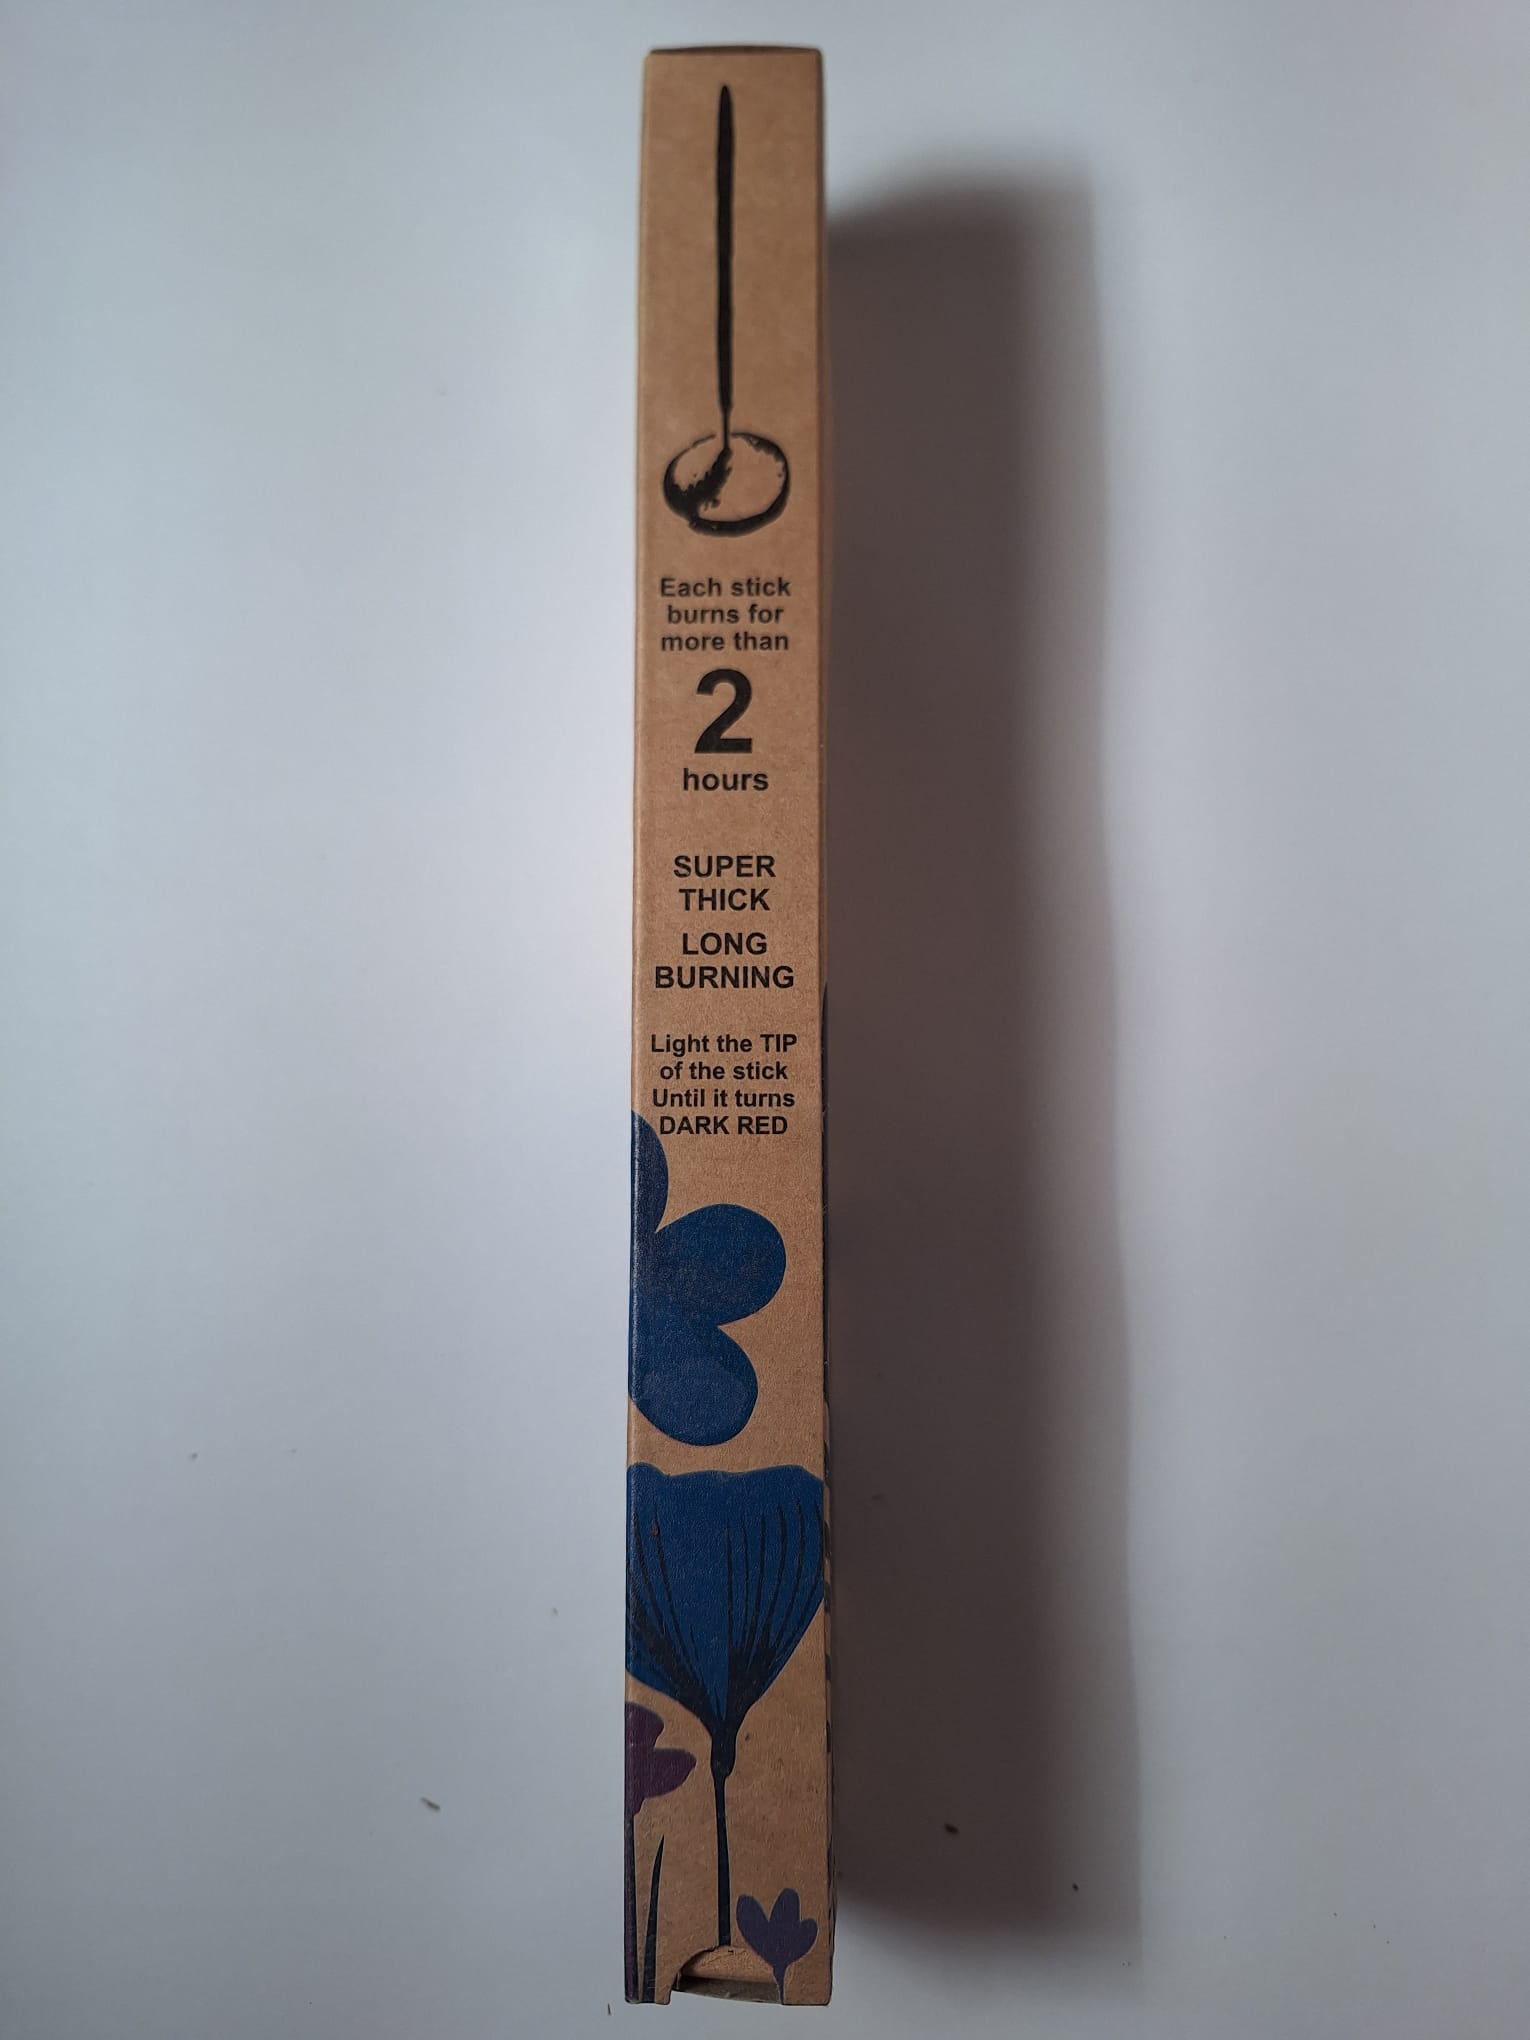 Each stick
burns for
more than
2
hours
SUPER
THICK
LONG
BURNING
Light the TIP
of the stick
Until it turns
DARK RED